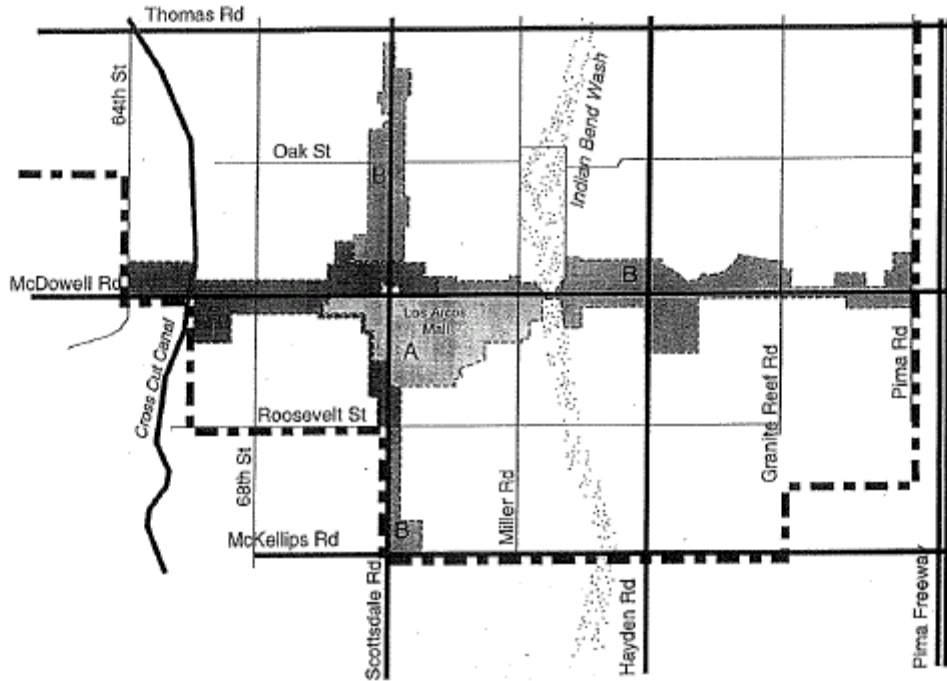 Thomas Rd
64th St
Indian Bend Wash
Oak St
B
McDowell Rd
B
Los Arcos
Mall
A
Cross Cut Canal
Roosevelt St
Granite Reef Rd
Pima Rd
68th St
Miller Rd
B
McKellips Rd
Scottsdale Rd
Hayden Rd
Pima Freeway